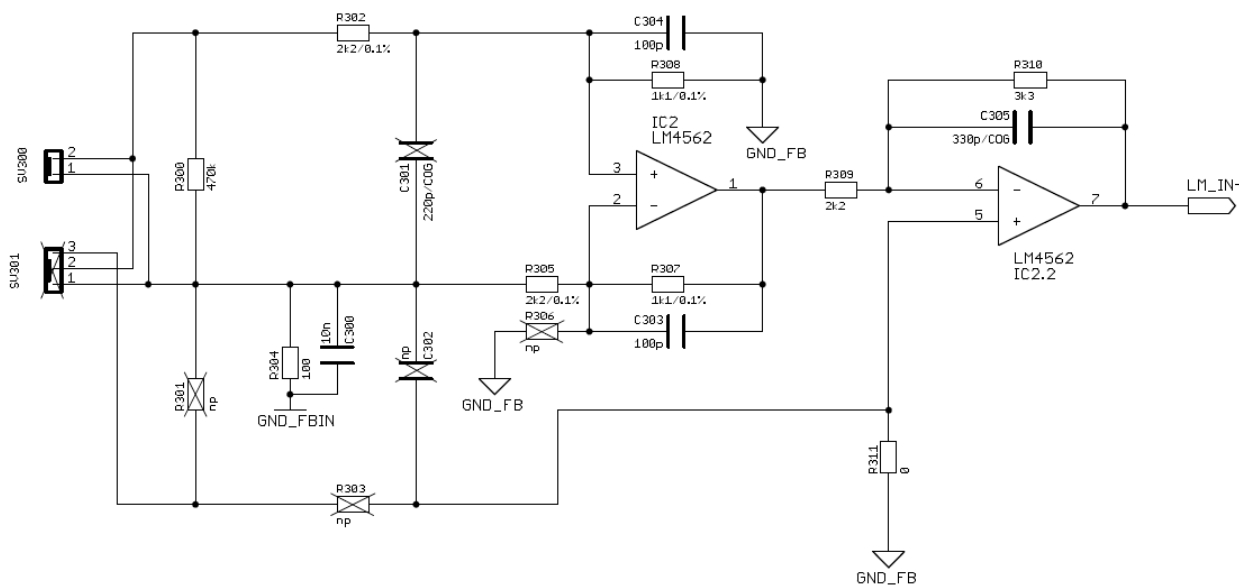 R302
2k2/0.1%
C304
100p
R308
1k1/0.1%
GND_FB
IC2
LM4562
R310
3k3
C305
330p/COG
SV300
2
1
R300
470k
C301
220p/COG
3
2
+
-
1
R309
2k2
6
5
-
+
7
LM_IN-
LM4562
IC2.2
SV301
3
2
1
R305
2k2/0.1%
R307
1k1/0.1%
R306
np
C303
100p
GND_FB
R304
100
10n
C300
GND_FBIN
np
C302
R301
np
R303
np
R311
0
GND_FB